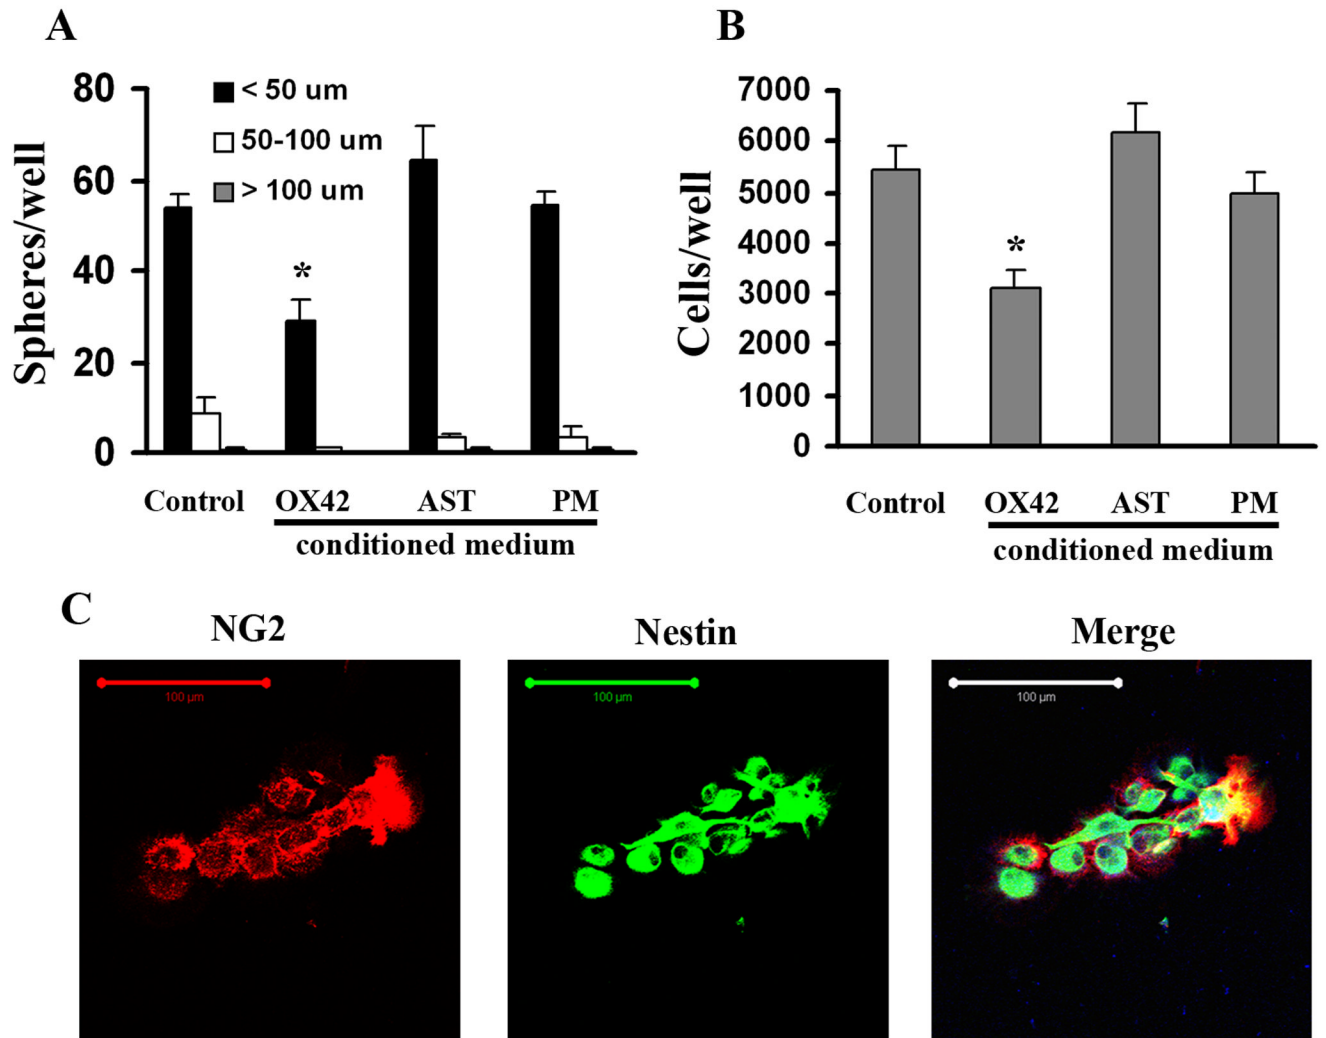 A
Spheres/well
80
60
40
20
0
< 50 um
50-100 um
> 100 um
*
Control OX42 AST PM
conditioned medium
B
Cells/well
7000
6000
5000
4000
3000
2000
1000
0
*
Control OX42 AST PM
conditioned medium
C
NG2 Nestin Merge
100 µm 100 µm 100 µm